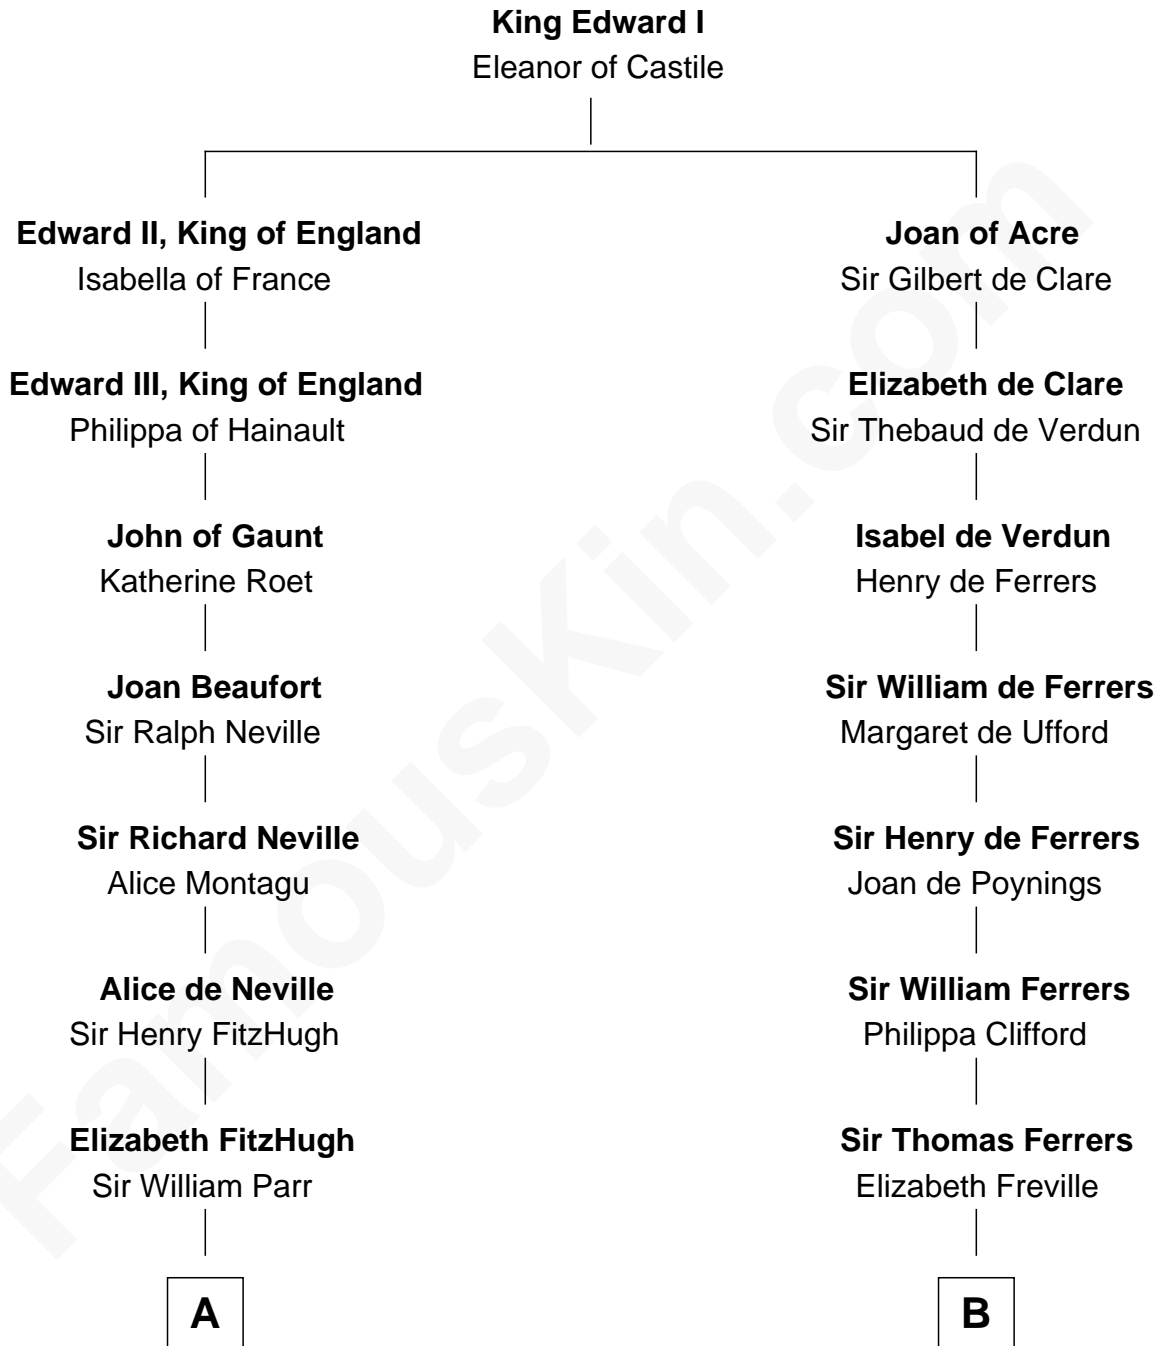 King Edward I
Eleanor of Castile
Edward II, King of England
Isabella of France
Joan of Acre
Sir Gilbert de Clare
Edward III, King of England
Philippa of Hainault
Elizabeth de Clare
Sir Thebaud de Verdun
John of Gaunt
Katherine Roet
Isabel de Verdun
Henry de Ferrers
Joan Beaufort
Sir Ralph Neville
Sir William de Ferrers
Margaret de Ufford
Sir Richard Neville
Alice Montagu
Sir Henry de Ferrers
Joan de Poynings
Alice de Neville
Sir Henry FitzHugh
Sir William Ferrers
Philippa Clifford
Elizabeth FitzHugh
Sir William Parr
Sir Thomas Ferrers
Elizabeth Freville
A
B
FamousKin.com